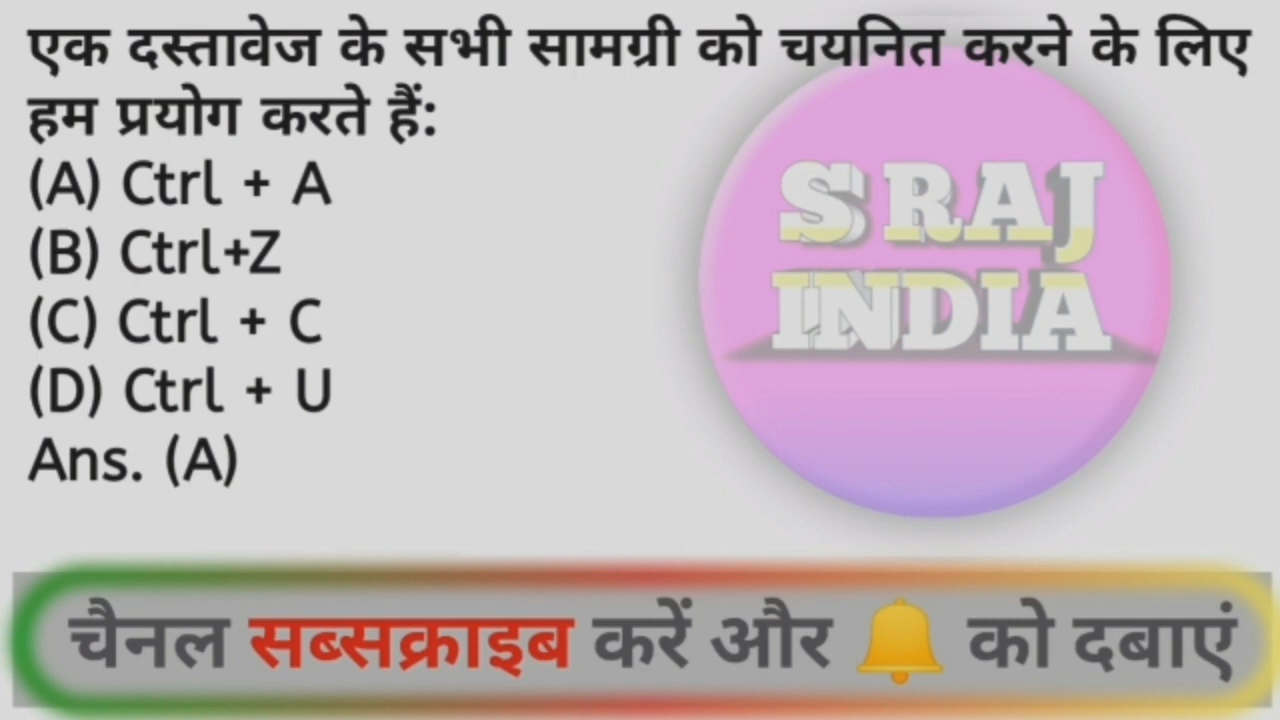 एक दस्तावेज के सभी सामग्री को चयनित करने के लिए
हम प्रयोग करते हैं:
(A) Ctrl + A
(B) Ctrl+Z
(C) Ctrl + C
(D) Ctrl + U
Ans. (A)
S RAJ
INDIA
चैनल सब्सक्राइब करें और 🔔 को दबाएं